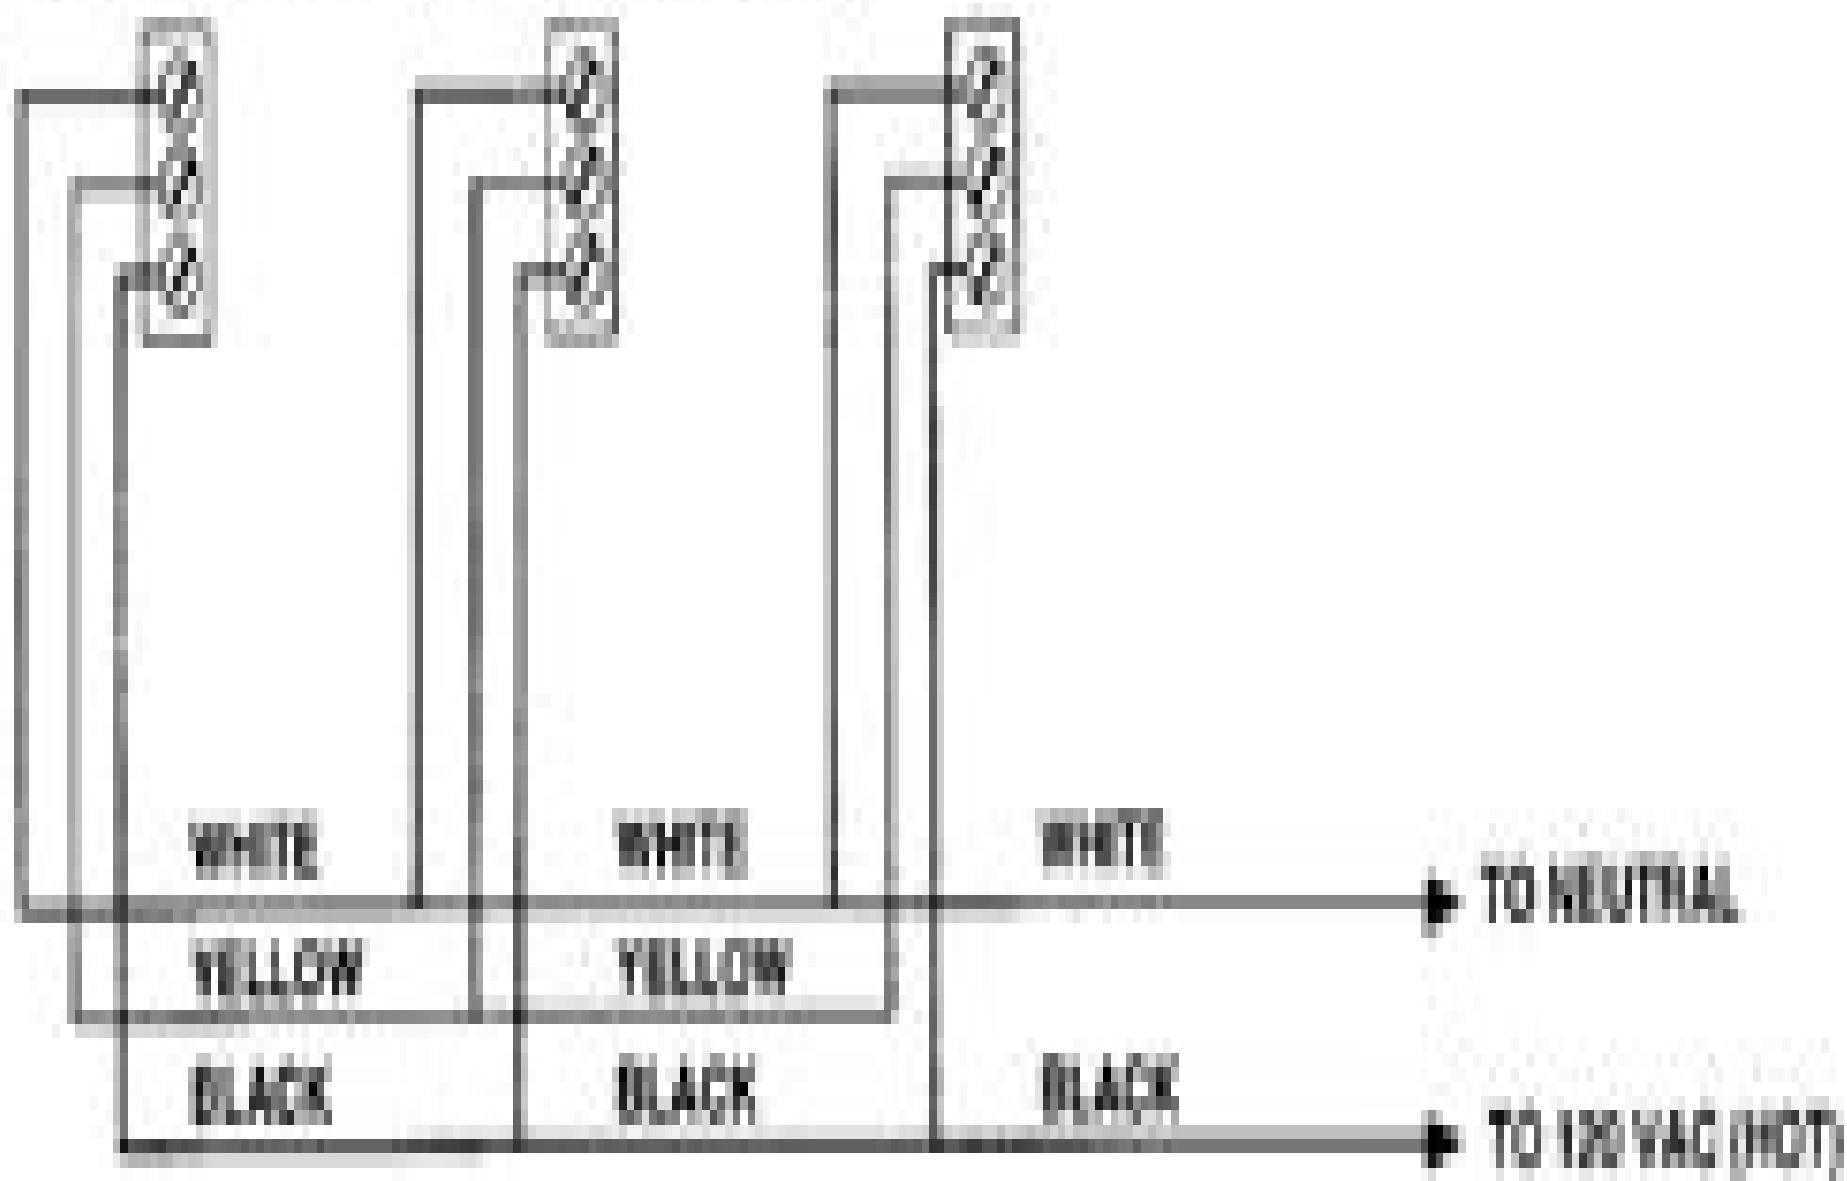 WHITE WHITE WHITE
TO NEUTRAL
YELLOW YELLOW
BLACK BLACK BLACK
TO 120 VAC (HOT)